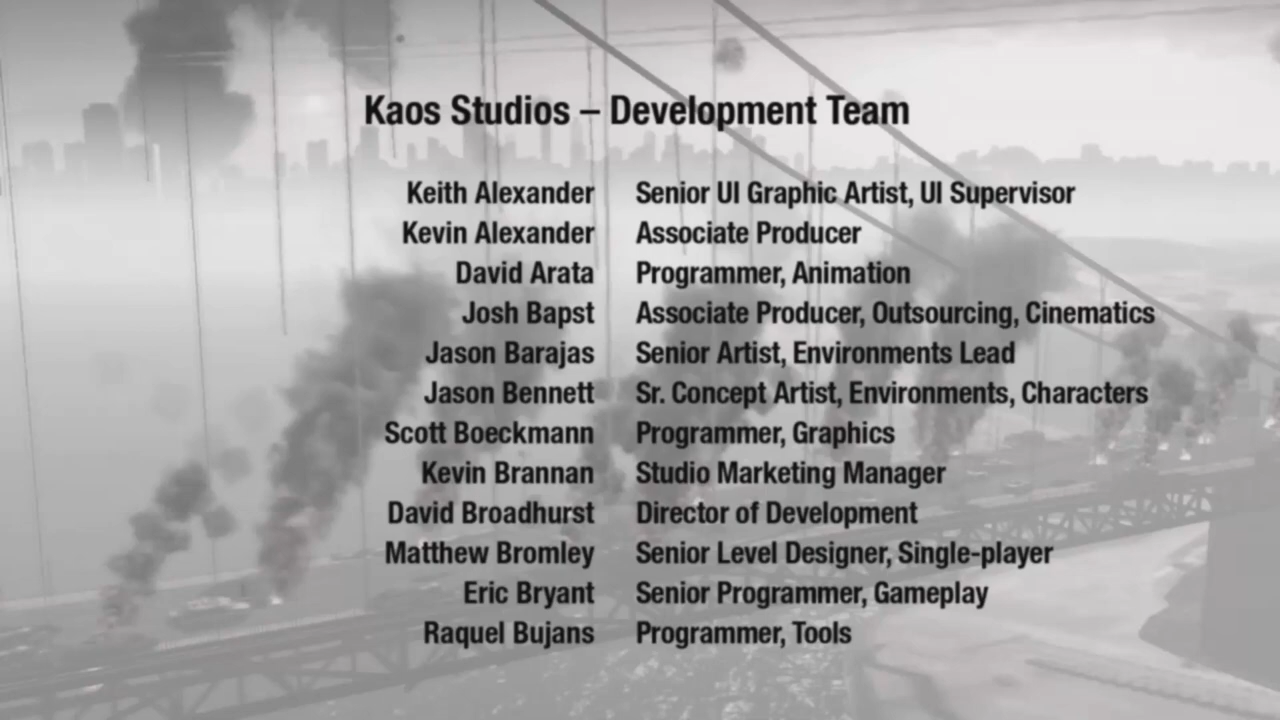 Kaos Studios – Development Team
Keith Alexander Senior UI Graphic Artist, UI Supervisor
Kevin Alexander Associate Producer
David Arata Programmer, Animation
Josh Bapst Associate Producer, Outsourcing, Cinematics
Jason Barajas Senior Artist, Environments Lead
Jason Bennett Sr. Concept Artist, Environments, Characters
Scott Boeckmann Programmer, Graphics
Kevin Brannan Studio Marketing Manager
David Broadhurst Director of Development
Matthew Bromley Senior Level Designer, Single-player
Eric Bryant Senior Programmer, Gameplay
Raquel Bujans Programmer, Tools